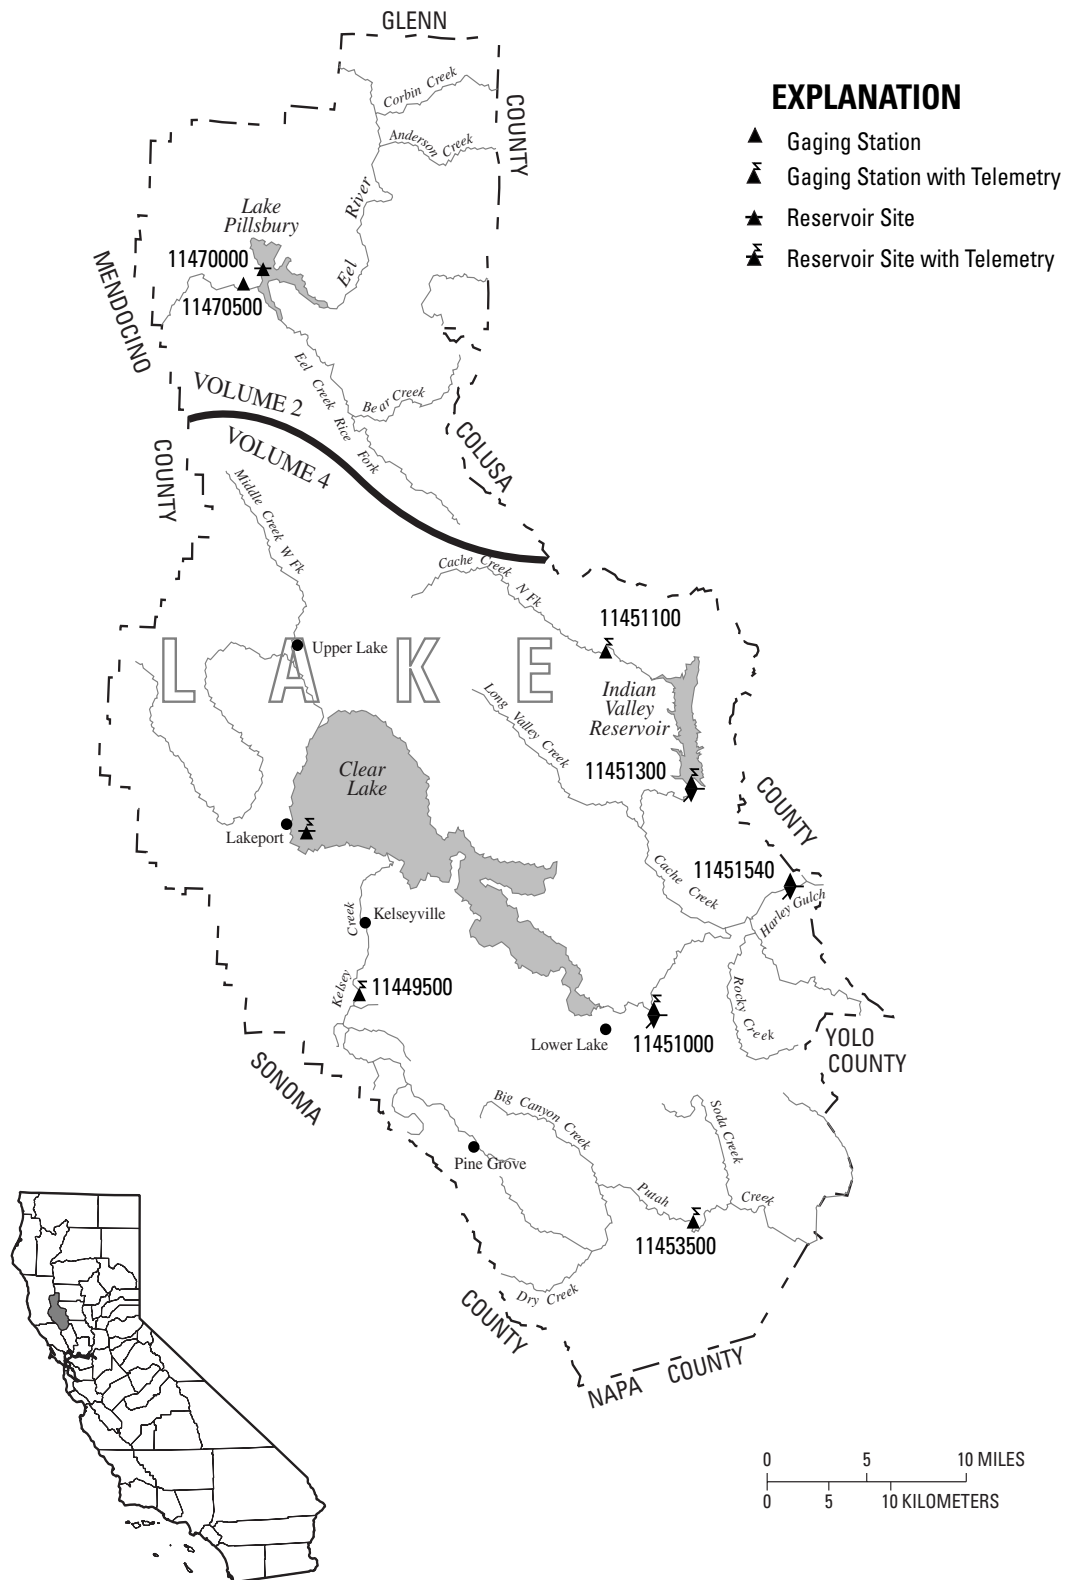 GLENN
COUNTY
EXPLANATION
Gaging Station
Gaging Station with Telemetry
Reservoir Site
Reservoir Site with Telemetry
Corbin Creek
Anderson Creek
Eel River
Lake
Pillsbury
11470000
11470500
MENDOCINO
COUNTY
Eel Creek Rice Fork
Bear Creek
VOLUME 2
VOLUME 4
COLUSA
COUNTY
Middle Creek W Fk
Cache Creek N Fk
11451100
LAKE
Upper Lake
Indian
Valley
Reservoir
Long Valley Creek
11451300
Clear
Lake
Lakeport
Cache Creek
11451540
Harley Gulch
Kelseyville
Kelsey Creek
11449500
Rocky Creek
Lower Lake
11451000
YOLO
COUNTY
SONOMA
COUNTY
Big Canyon Creek
Soda Creek
Pine Grove
Putah Creek
11453500
Dry Creek
NAPA COUNTY
0 5 10 MILES
0 5 10 KILOMETERS